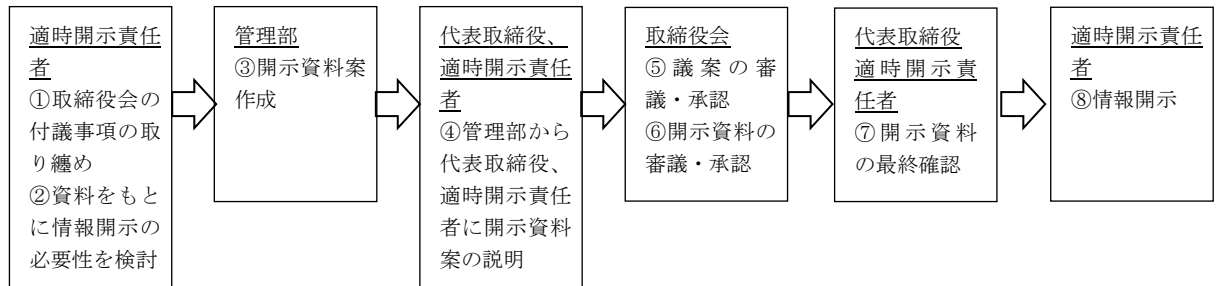 適時開示責任
者
①取締役会の
付議事項の取
り纏め
②資料をもと
に情報開示の
必要性を検討
管理部
③開示資料案
作成
代表取締役、
適時開示責任
者
④管理部から
代表取締役、
適時開示責任
者に開示資料
案の説明
取締役会
⑤議案の審
議・承認
⑥開示資料の
審議・承認
代表取締役
適時開示責
任者
⑦開示資料
の最終確認
適時開示責任
者
⑧情報開示